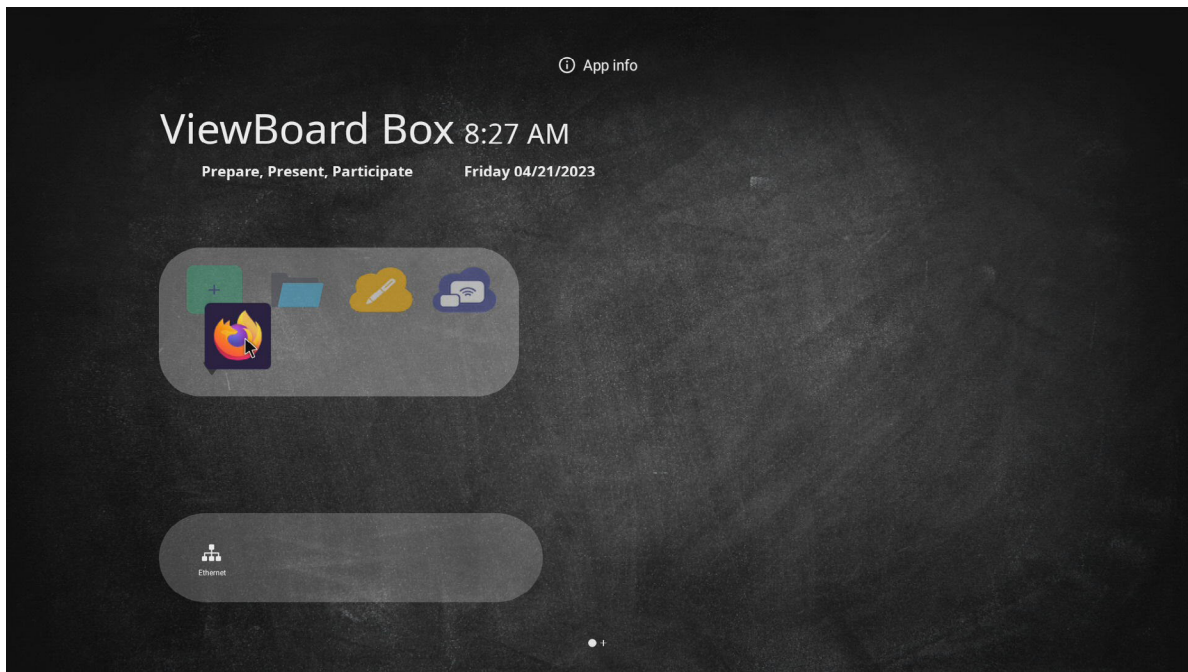 App info
ViewBoard Box 8:27 AM
Prepare, Present, Participate Friday 04/21/2023
Ethernet